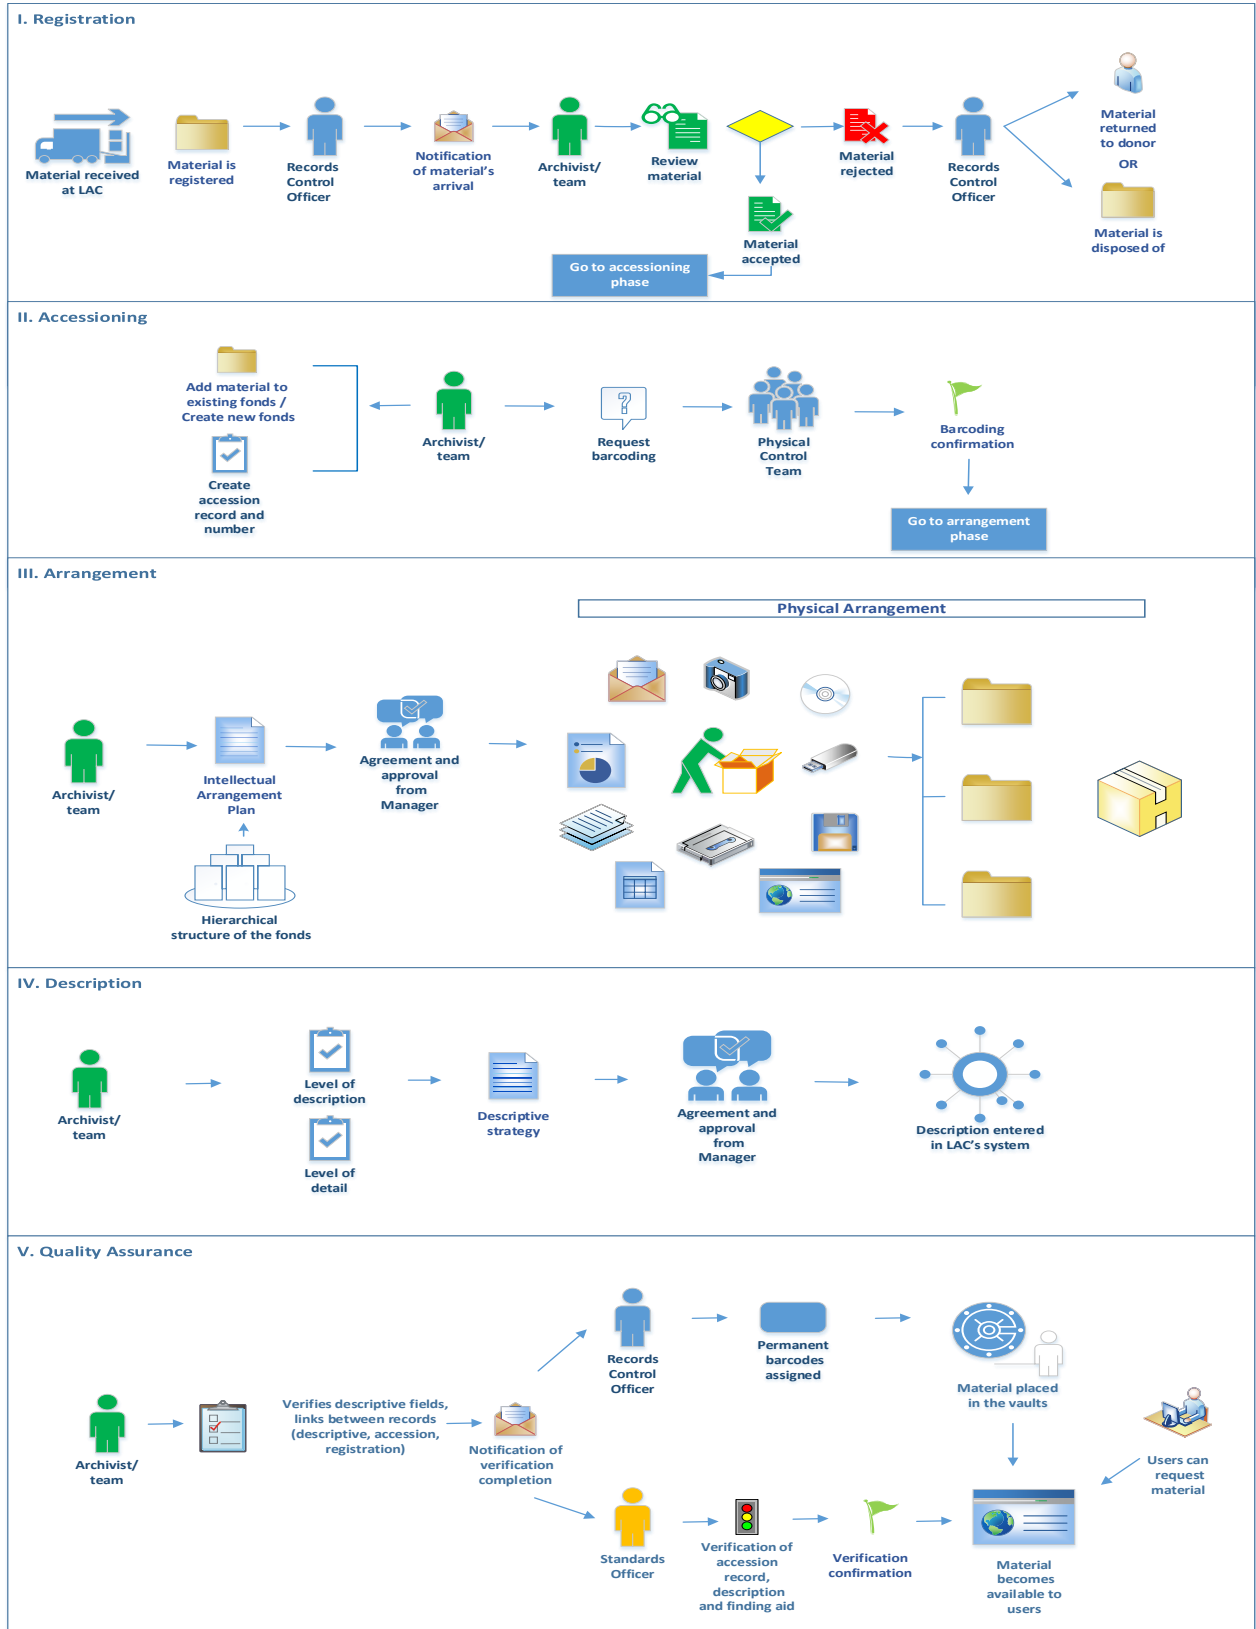 I. Registration
Material received
at LAC
Material is
registered
Records
Control
Officer
Notification
of material's
arrival
Archivist/
team
Review
material
Material
rejected
Records
Control
Officer
Material
returned
to donor
OR
Material is
disposed of
Material
accepted
Go to accessioning
phase
II. Accessioning
Add material to
existing fonds /
Create new fonds
Create
accession
record and
number
Archivist/
team
?
Request
barcoding
Physical
Control
Team
Barcoding
confirmation
Go to arrangement
phase
III. Arrangement
Physical Arrangement
Archivist/
team
Intellectual
Arrangement
Plan
Hierarchical
structure of the fonds
Agreement and
approval
from
Manager
IV. Description
Archivist/
team
Level of
description
Level of
detail
Descriptive
strategy
Agreement and
approval
from
Manager
Description entered
in LAC's system
V. Quality Assurance
Archivist/
team
Verifies descriptive fields,
links between records
(descriptive, accession,
registration)
Notification of
verification
completion
Records
Control
Officer
Permanent
barcodes
assigned
Material placed
in the vaults
Users can
request
material
Standards
Officer
Verification of
accession
record,
description
and finding aid
Verification
confirmation
Material
becomes
available to
users